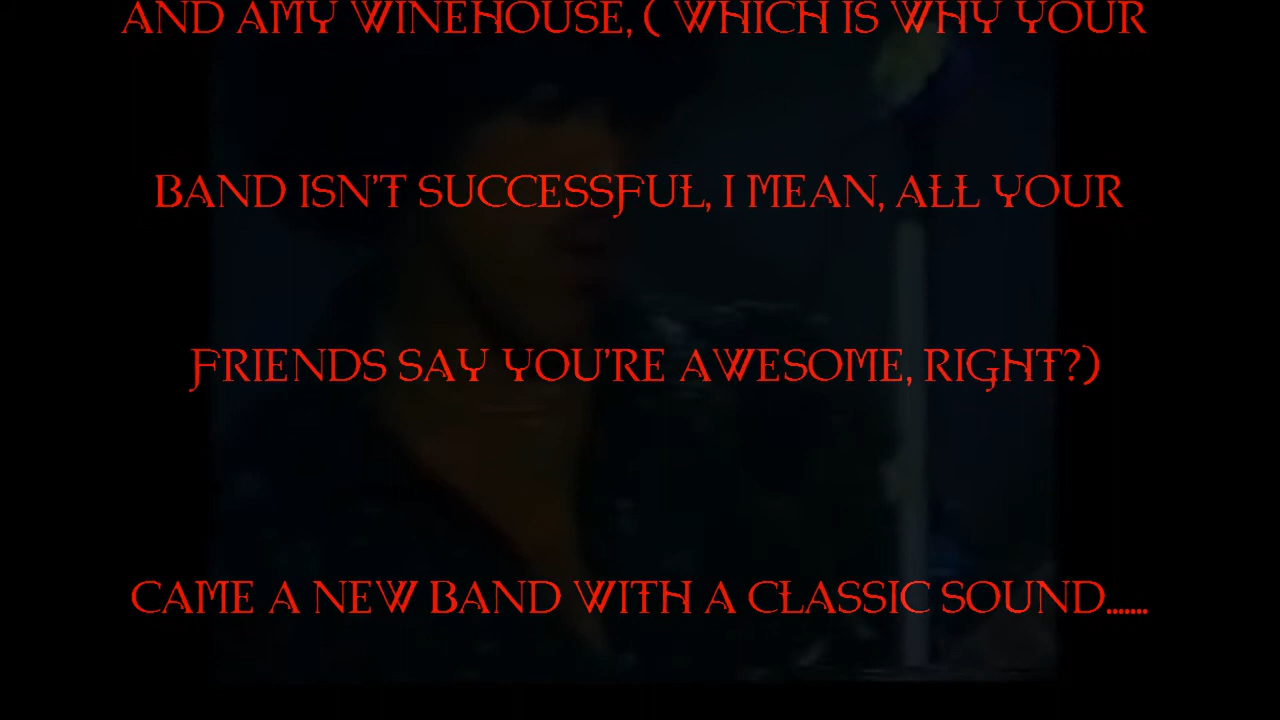 AND AMY WINEHOUSE, ( WHICH IS WHY YOUR
BAND ISN'T SUCCESSFUL, I MEAN, ALL YOUR
FRIENDS SAY YOU'RE AWESOME, RIGHT?)
CAME A NEW BAND WITH A CLASSIC SOUND.......